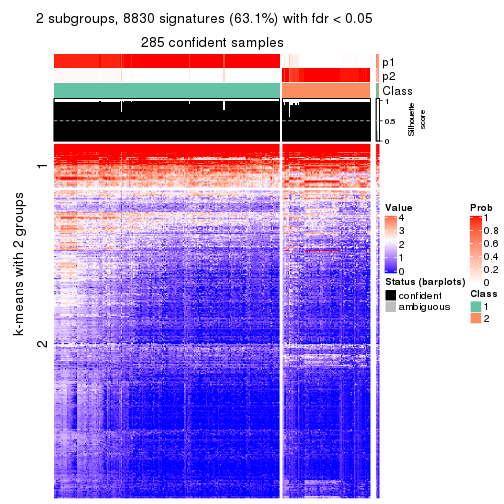 2 subgroups, 8830 signatures (63.1%) with fdr < 0.05
285 confident samples
p1
p2
Class
1
0.5
0
Silhouette
score
k-means with 2 groups
1
2
Value
4
3
2
1
0
Status (barplots)
confident
ambiguous
Prob
1
0.8
0.6
0.4
0.2
0
Class
1
2